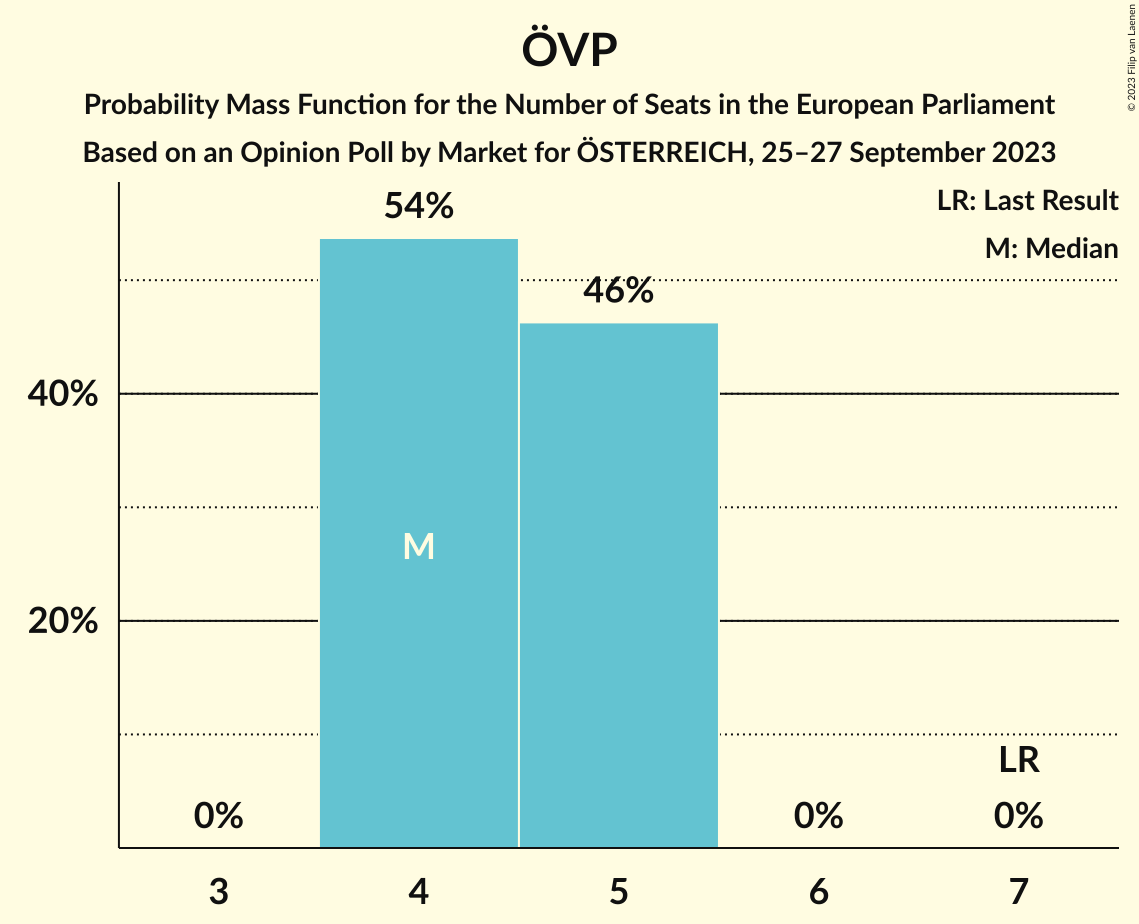 ÖVP
Probability Mass Function for the Number of Seats in the European Parliament
Based on an Opinion Poll by Market for ÖSTERREICH, 25–27 September 2023
© 2023 Filip van Laenen
LR: Last Result
M: Median
54%
46%
40%
M
20%
LR
0%
0%
0%
3
4
5
6
7